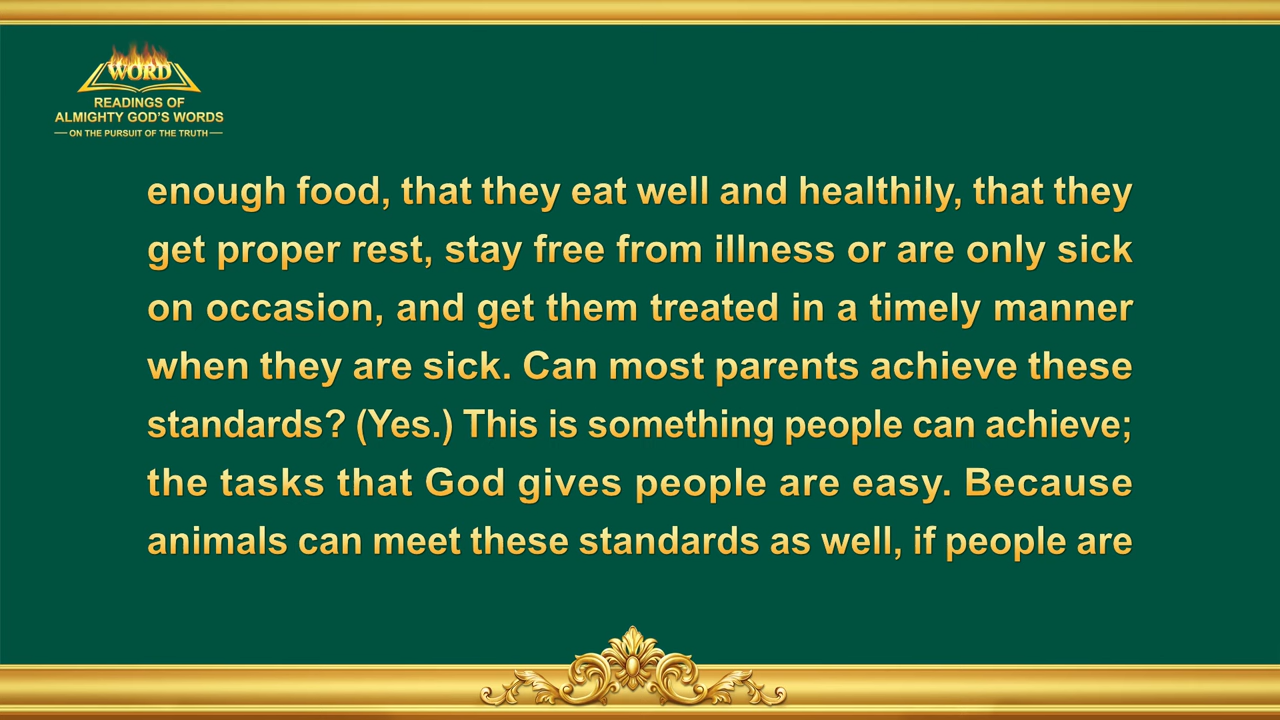 WORD
READINGS OF
ALMIGHTY GOD'S WORDS
ON THE PURSUIT OF THE TRUTH
enough food, that they eat well and healthily, that they
get proper rest, stay free from illness or are only sick
on occasion, and get them treated in a timely manner
when they are sick. Can most parents achieve these
standards? (Yes.) This is something people can achieve;
the tasks that God gives people are easy. Because
animals can meet these standards as well, if people are